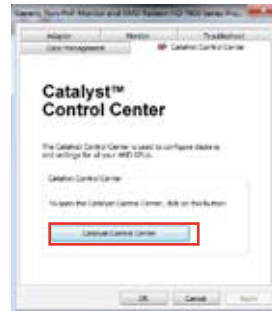 Generic Non-PnP Monitor and AMD Radeon HD 7800 Series Pro...
Adapter Monitor Troubleshoot
Color Management Catalyst Control Center
Catalyst™
Control Center
The Catalyst Control Center is used to configure displays
and settings for all your AMD GPUs.
Catalyst Control Center
To open the Catalyst Control Center, click on this button:
Catalyst Control Center
OK Cancel Apply